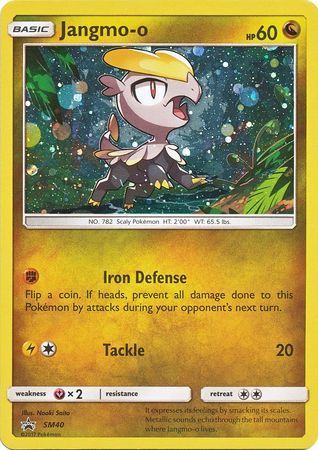 BASIC Jangmo-o HP60
NO. 782 Scaly Pokémon HT: 2'00" WT: 65.5 lbs.
Iron Defense
Flip a coin. If heads, prevent all damage done to this
Pokémon by attacks during your opponent's next turn.
Tackle 20
weakness × 2 resistance retreat
Illus. Naoki Saito
SM40
©2017 Pokémon
It expresses its feelings by smacking its scales.
Metallic sounds echo through the tall mountains
where Jangmo-o lives.